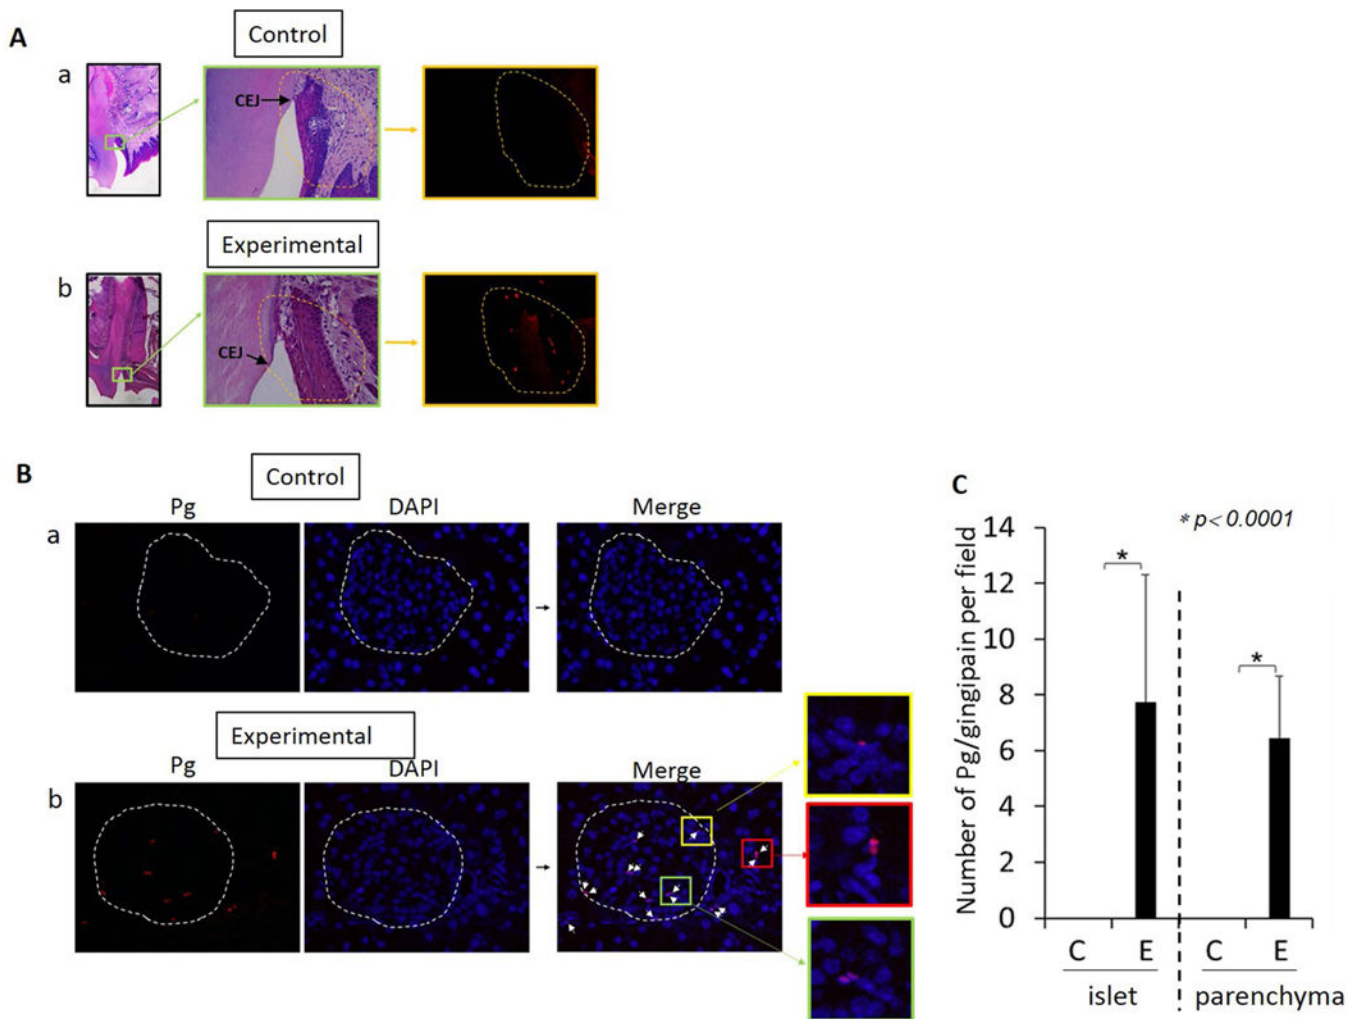 A
Control
a
CEJ
Experimental
b
CEJ
B
Control
Pg DAPI Merge
a
Experimental
Pg DAPI Merge
b
C
* p< 0.0001
Number of Pg/gingipain per field
14
12
10
8
6
4
2
0
*
*
C E C E
islet parenchyma